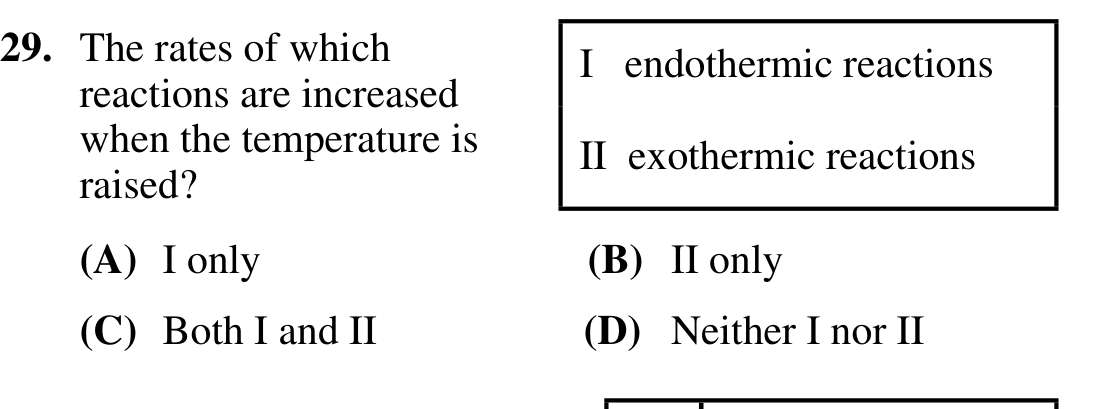 29. The rates of which
reactions are increased
when the temperature is
raised?
I endothermic reactions
II exothermic reactions
(A) I only
(B) II only
(C) Both I and II
(D) Neither I nor II